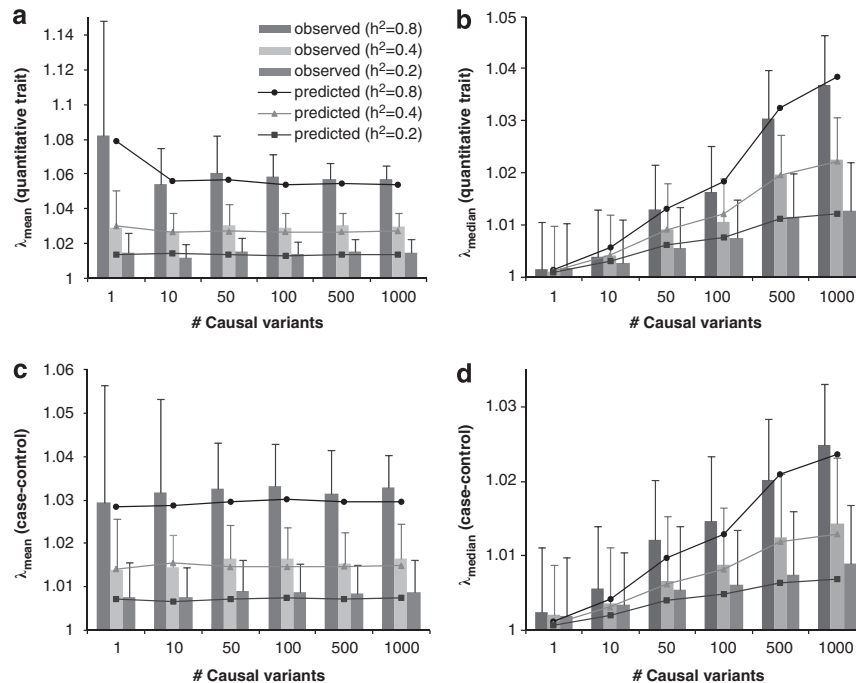 a
1.14
1.12
1.1
1.08
1.06
1.04
1.02
1
λmean (quantitative trait)
observed (h²=0.8)
observed (h²=0.4)
observed (h²=0.2)
predicted (h²=0.8)
predicted (h²=0.4)
predicted (h²=0.2)
1 10 50 100 500 1000
# Causal variants
b
1.05
1.04
1.03
1.02
1.01
1
λmedian (quantitative trait)
1 10 50 100 500 1000
# Causal variants
c
1.06
1.05
1.04
1.03
1.02
1.01
1
λmean (case-control)
1 10 50 100 500 1000
# Causal variants
d
1.03
1.02
1.01
1
λmedian (case-control)
1 10 50 100 500 1000
# Causal variants